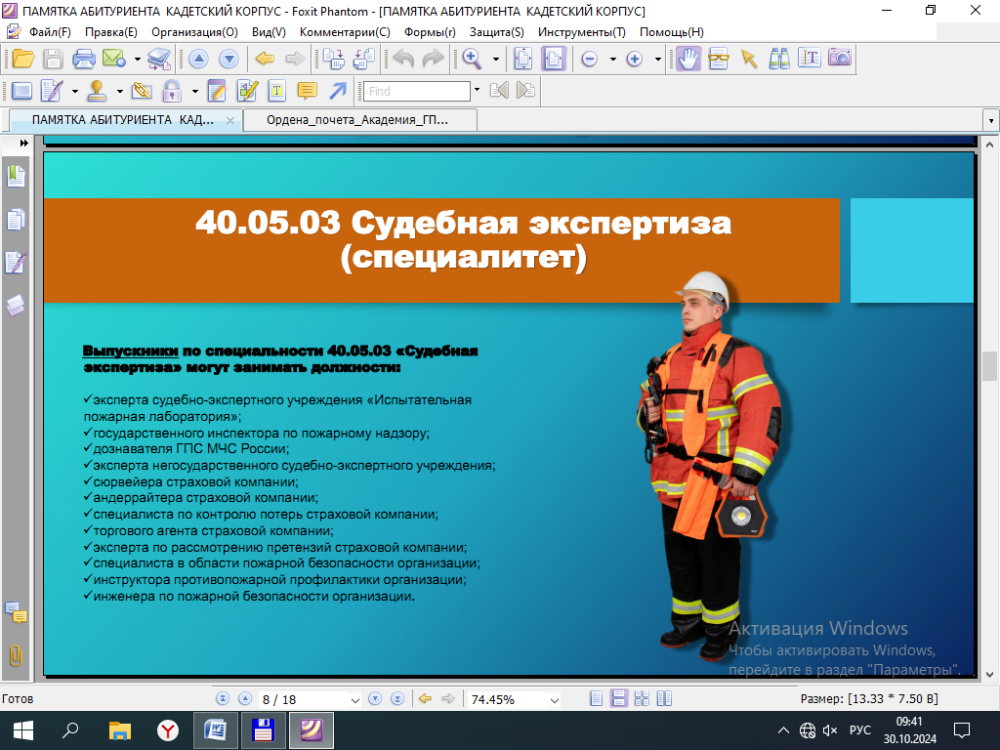 ПАМЯТКА АБИТУРИЕНТА  КАДЕТСКИЙ КОРПУС - Foxit Phantom - [ПАМЯТКА АБИТУРИЕНТА  КАДЕТСКИЙ КОРПУС]
Файл(F) Правка(E) Организация(O) Вид(V) Комментарии(C) Формы(r) Защита(S) Инструменты(T) Помощь(H)
Find
ПАМЯТКА АБИТУРИЕНТА  КАД... Ордена_почета_Академия_ГП...
40.05.03 Судебная экспертиза
(специалитет)
Выпускники по специальности 40.05.03 «Судебная
экспертиза» могут занимать должности:
✓эксперта судебно-экспертного учреждения «Испытательная
пожарная лаборатория»;
✓государственного инспектора по пожарному надзору;
✓дознавателя ГПС МЧС России;
✓эксперта негосударственного судебно-экспертного учреждения;
✓сюрвейера страховой компании;
✓андеррайтера страховой компании;
✓специалиста по контролю потерь страховой компании;
✓торгового агента страховой компании;
✓эксперта по рассмотрению претензий страховой компании;
✓специалиста в области пожарной безопасности организации;
✓инструктора противопожарной профилактики организации;
✓инженера по пожарной безопасности организации.
Активация Windows
Чтобы активировать Windows,
перейдите в раздел "Параметры".
Готов 8 / 18 74.45% Размер: [13.33 * 7.50 В]
РУС 09:41
30.10.2024